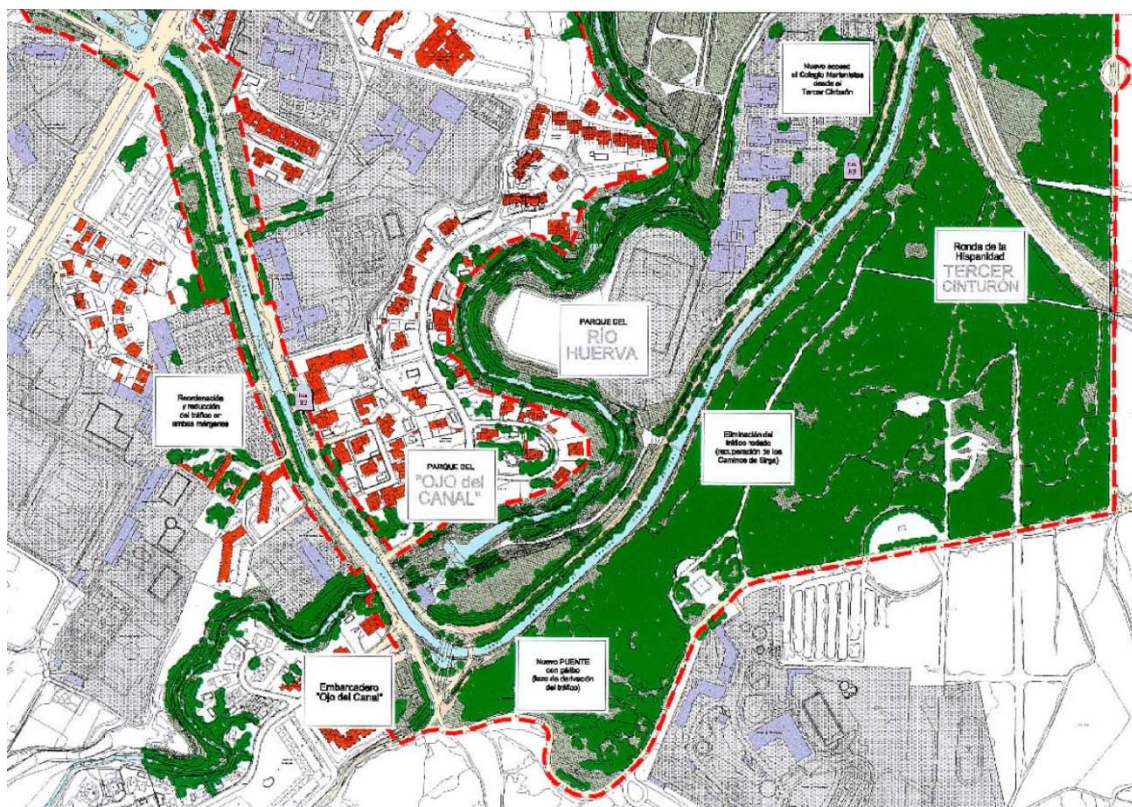 Nuevo acceso
al Colegio Marianistas
desde el
Tercer Cinturón
Ronda de la
Hispanidad
TERCER
CINTURÓN
PARQUE DEL
RÍO
HUERVA
Reordenación
y reducción
del tráfico en
ambas márgenes
Eliminación del
tráfico rodado
(recuperación de los
Caminos de Sirga)
PARQUE DEL
"OJO del
CANAL"
Nuevo PUENTE
con gálibo
(lazo de derivación
del tráfico)
Embarcadero
"Ojo del Canal"